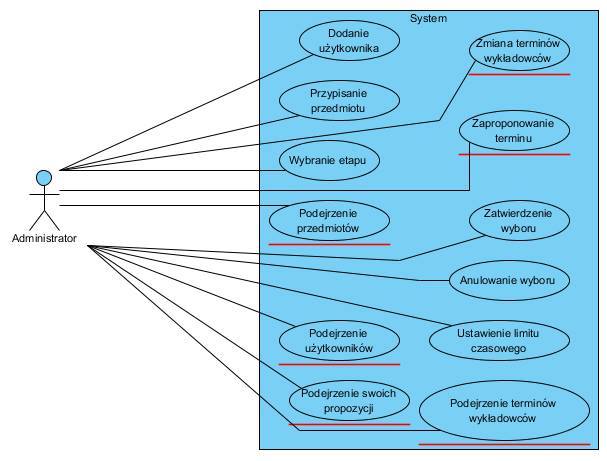 System
Dodanie
użytkownika
Zmiana terminów
wykładowców
Przypisanie
przedmiotu
Zaproponowanie
terminu
Wybranie etapu
Administrator
Podejrzenie
przedmiotów
Zatwierdzenie
wyboru
Anulowanie wyboru
Podejrzenie
użytkowników
Ustawienie limitu
czasowego
Podejrzenie swoich
propozycji
Podejrzenie terminów
wykładowców